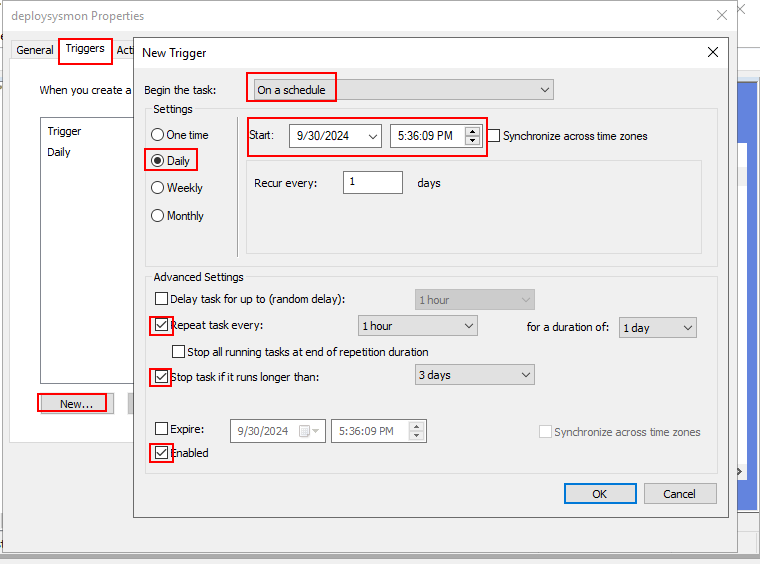 deploysysmon Properties
General
Triggers
Acti
When you create a
Trigger
Daily
New...
New Trigger
Begin the task:
On a schedule
Settings
One time
Daily
Weekly
Monthly
Start:
9/30/2024
5:36:09 PM
Synchronize across time zones
Recur every:
1
days
Advanced Settings
Delay task for up to (random delay):
1 hour
Repeat task every:
1 hour
for a duration of:
1 day
Stop all running tasks at end of repetition duration
Stop task if it runs longer than:
3 days
Expire:
9/30/2024
5:36:09 PM
Synchronize across time zones
Enabled
OK
Cancel